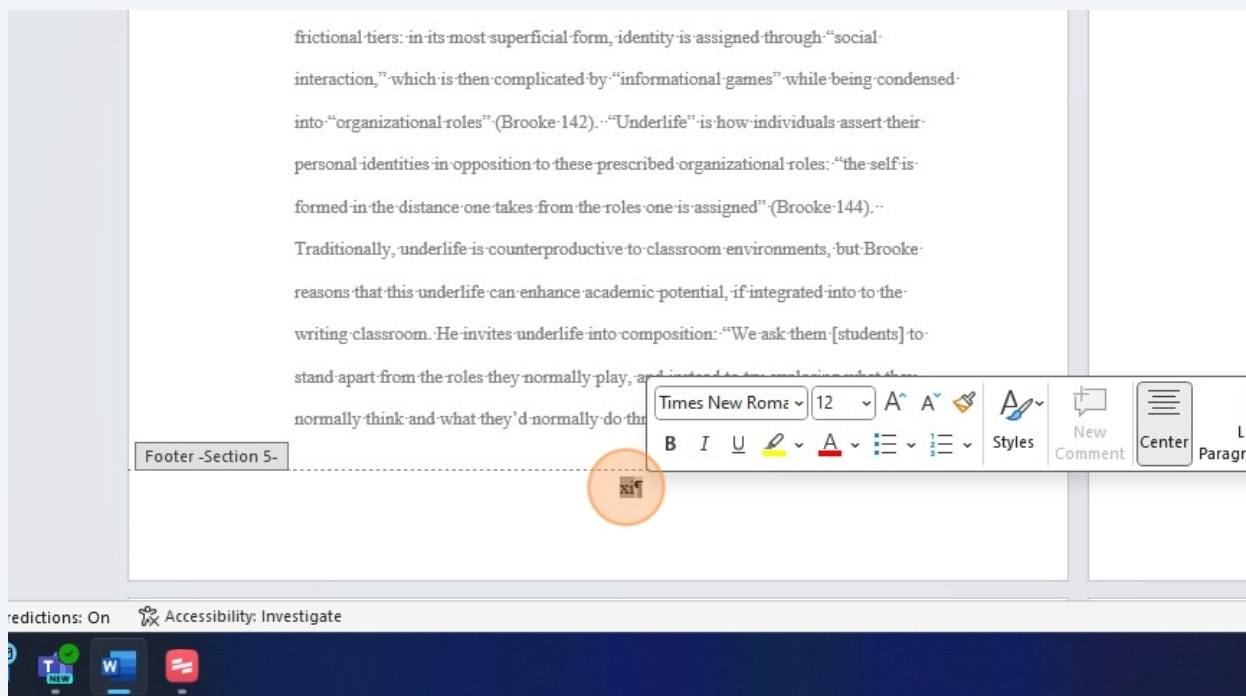 frictional tiers: in its most superficial form, identity is assigned through “social
interaction,” which is then complicated by “informational games” while being condensed
into “organizational roles” (Brooke 142). “Underlife” is how individuals assert their
personal identities in opposition to these prescribed organizational roles: “the self is
formed in the distance one takes from the roles one is assigned” (Brooke 144).
Traditionally, underlife is counterproductive to classroom environments, but Brooke
reasons that this underlife can enhance academic potential, if integrated into to the
writing classroom. He invites underlife into composition: “We ask them [students] to
stand apart from the roles they normally play,
normally think and what they’d normally do
Times New Roma 12
B I U A Styles New Comment Center
Footer -Section 5-
xi¶
redictions: On Accessibility: Investigate
T NEW W